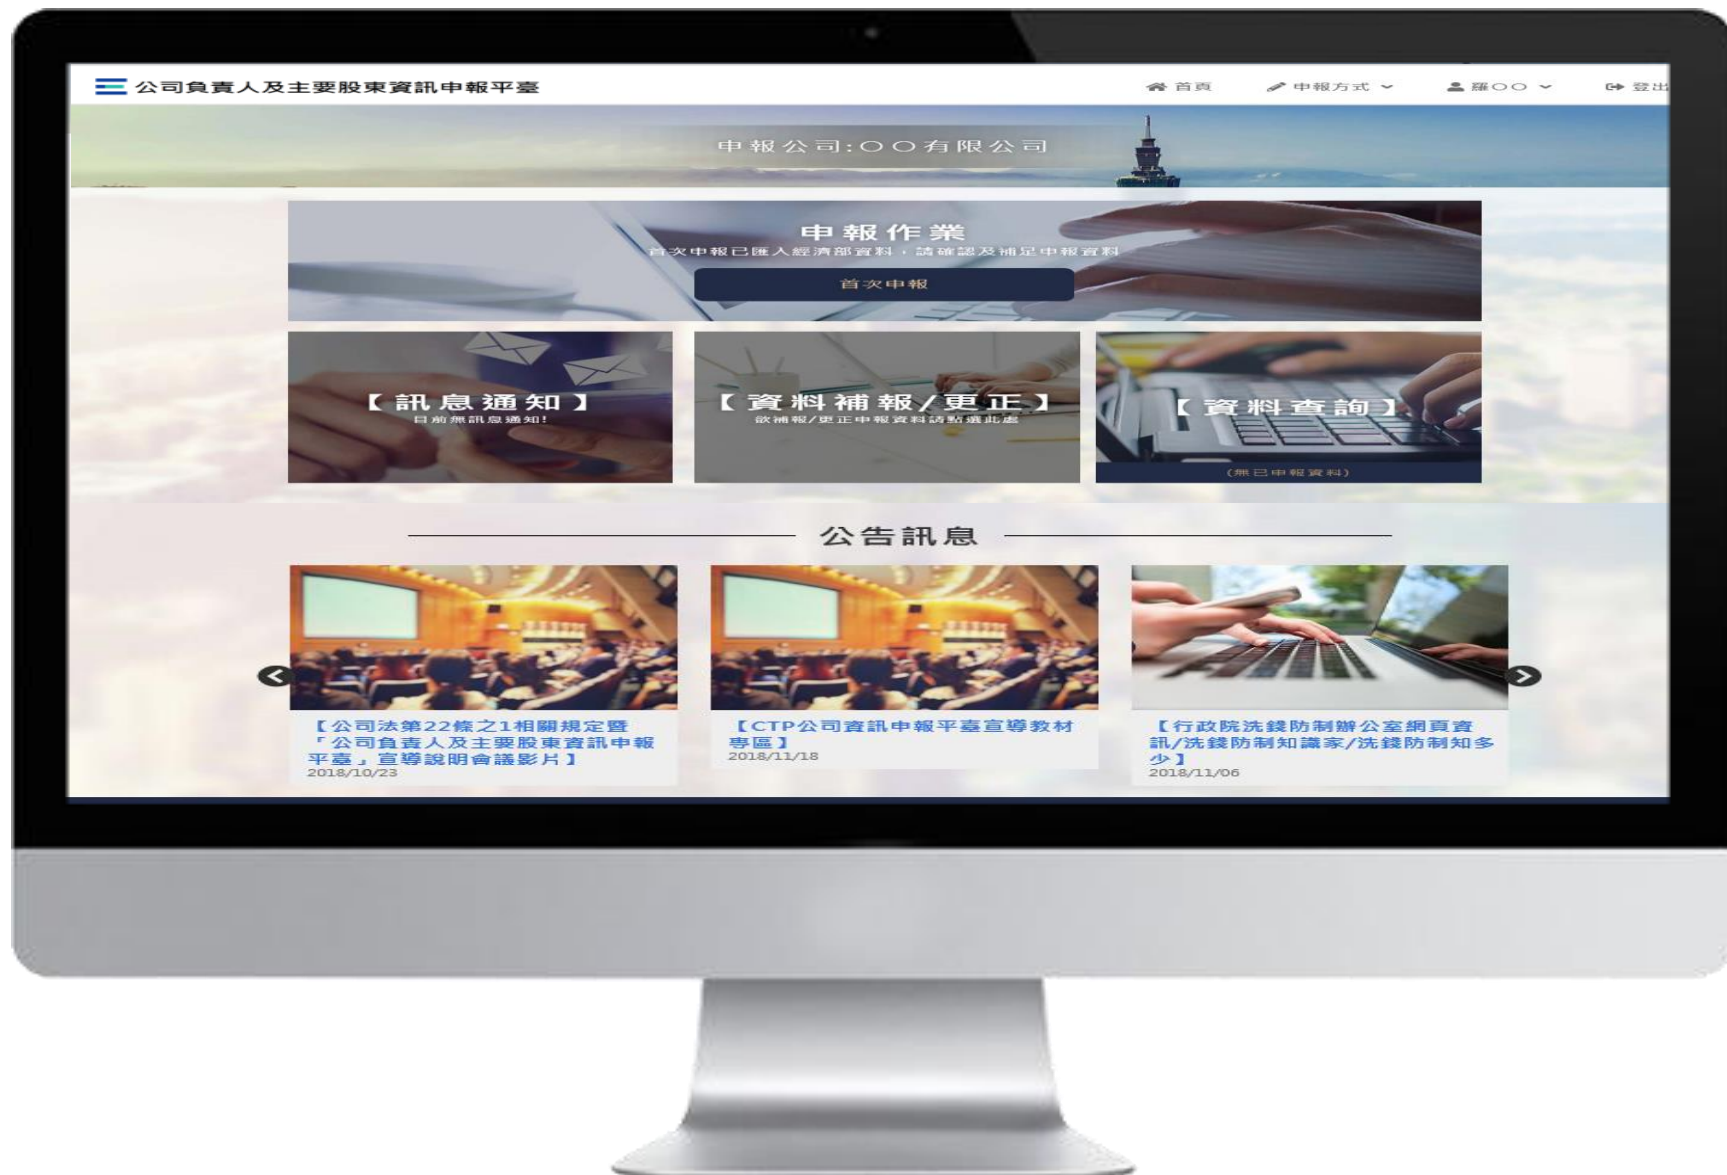 公司負責人及主要股東資訊申報平臺
首頁
申報方式
羅〇〇
登出
申報公司:〇〇有限公司
申報作業
首次申報已匯入經濟部資料，請確認及補足申報資料
首次申報
【訊息通知】
目前無訊息通知!
【資料補報/更正】
欲補報/更正申報資料請點選此處
【資料查詢】
(無已申報資料)
公告訊息
【公司法第22條之1相關規定暨
「公司負責人及主要股東資訊申報
平臺」宣導說明會議影片】
2018/10/23
【CTP公司資訊申報平臺宣導教材
專區】
2018/11/18
【行政院洗錢防制辦公室網頁資
訊/洗錢防制知識家/洗錢防制知多
少】
2018/11/06